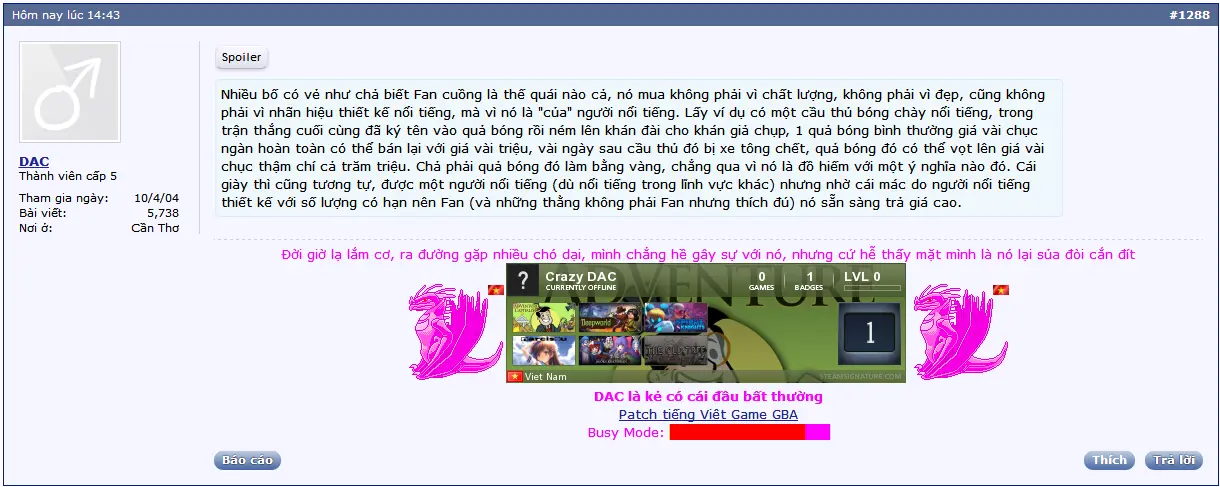 Hôm nay lúc 14:43
#1288
DAC
Thành viên cấp 5
Tham gia ngày: 10/4/04
Bài viết: 5,738
Nơi ở: Cần Thơ
Spoiler
Nhiều bố có vẻ như chả biết Fan cuồng là thế quái nào cả, nó mua không phải vì chất lượng, không phải vì đẹp, cũng không
phải vì nhãn hiệu thiết kế nổi tiếng, mà vì nó là "của" người nổi tiếng. Lấy ví dụ có một cầu thủ bóng chày nổi tiếng, trong
trận thắng cuối cùng đã ký tên vào quả bóng rồi ném lên khán đài cho khán giả chụp, 1 quả bóng bình thường giá vài chục
ngàn hoàn toàn có thể bán lại với giá vài triệu, vài ngày sau cầu thủ đó bị xe tông chết, quả bóng đó có thể vọt lên giá vài
chục thậm chí cả trăm triệu. Chả phải quả bóng đó làm bằng vàng, chẳng qua vì nó là đồ hiếm với một ý nghĩa nào đó. Cái
giày thì cũng tương tự, được một người nổi tiếng (dù nổi tiếng trong lĩnh vực khác) nhưng nhờ cái mác do người nổi tiếng
thiết kế với số lượng có hạn nên Fan (và những thằng không phải Fan nhưng thích đú) nó sẵn sàng trả giá cao.
Đời giờ lạ lắm cơ, ra đường gặp nhiều chó dại, mình chẳng hề gây sự với nó, nhưng cứ hễ thấy mặt mình là nó lại sủa đòi cắn đít
ADVENTURE
?
Crazy DAC
CURRENTLY OFFLINE
0
GAMES
1
BADGES
LVL 0
Deepworld
1
Viet Nam
STEAMSIGNATURE.COM
DAC là kẻ có cái đầu bất thường
Patch tiếng Việt Game GBA
Busy Mode:
Báo cáo
Thích
Trả lời